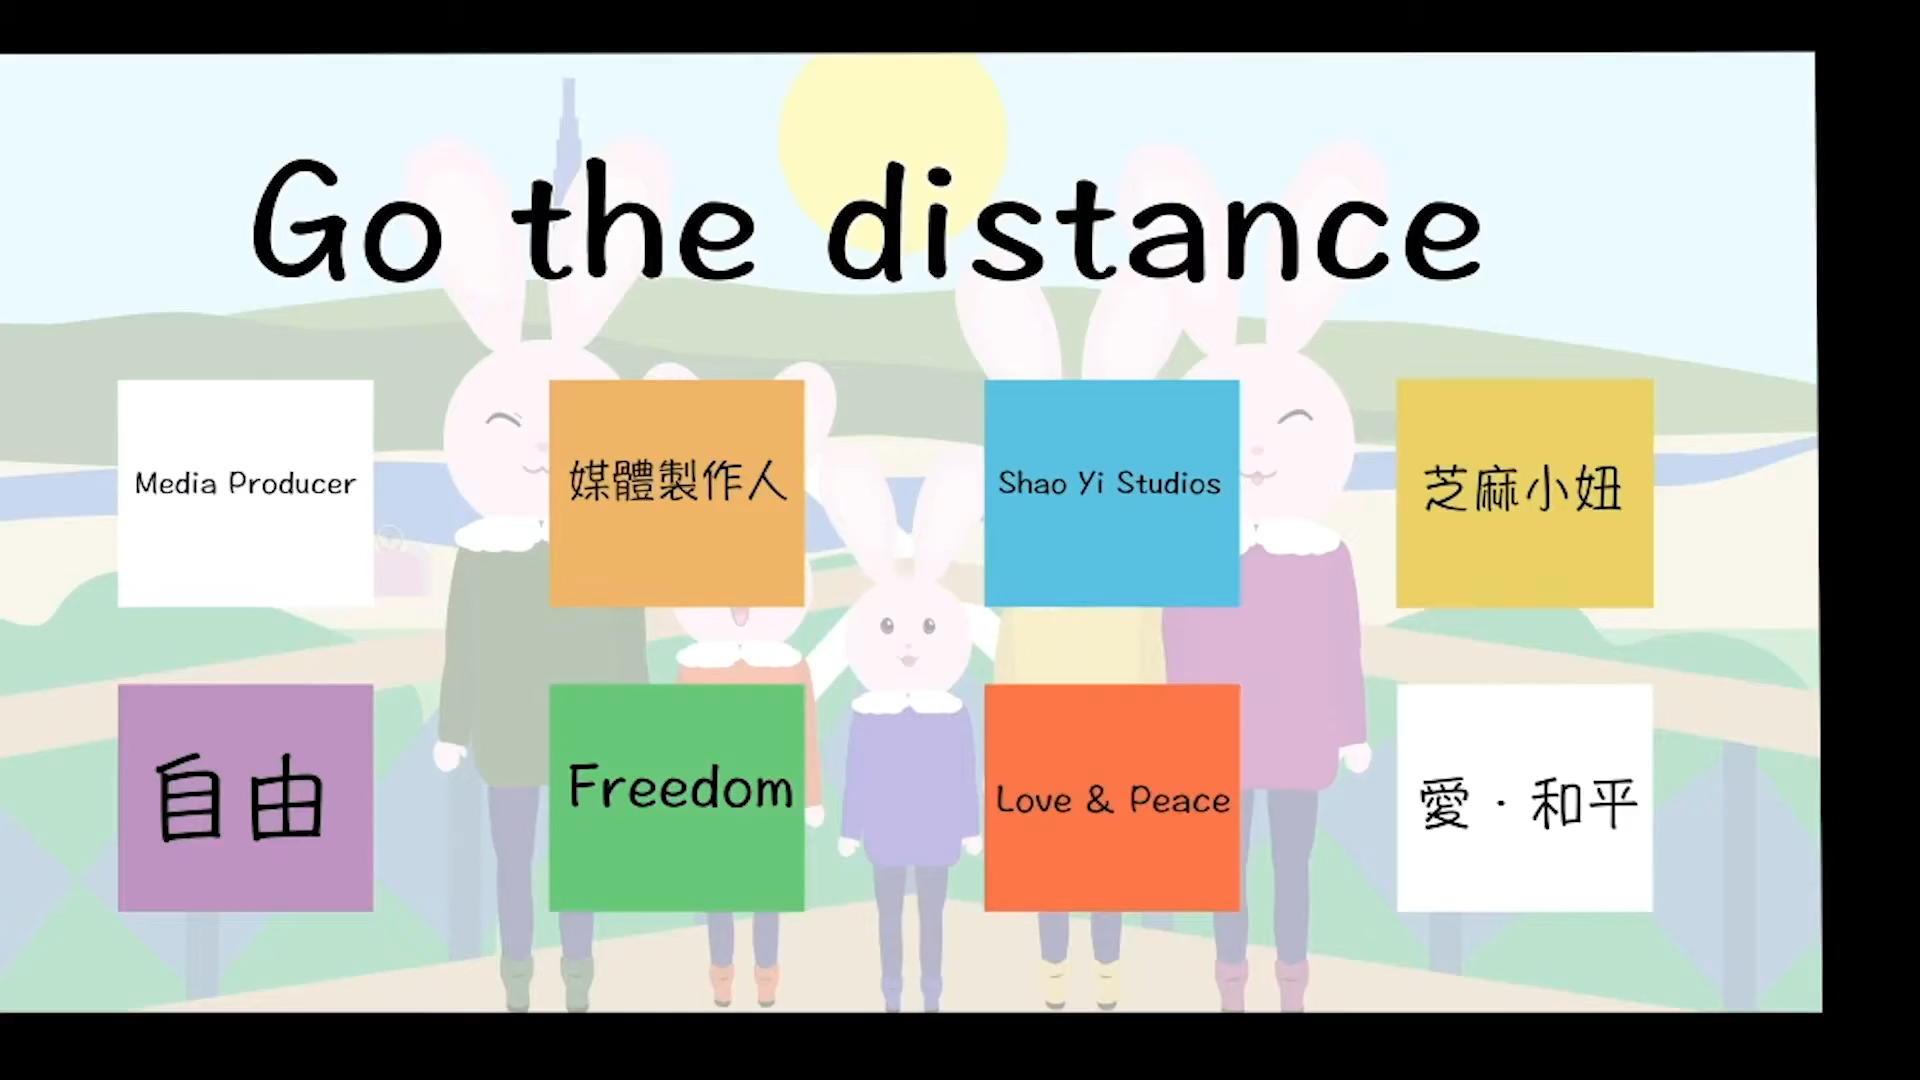 Go the distance
Media Producer
媒體製作人
Shao Yi Studios
芝麻小妞
自由
Freedom
Love & Peace
愛·和平